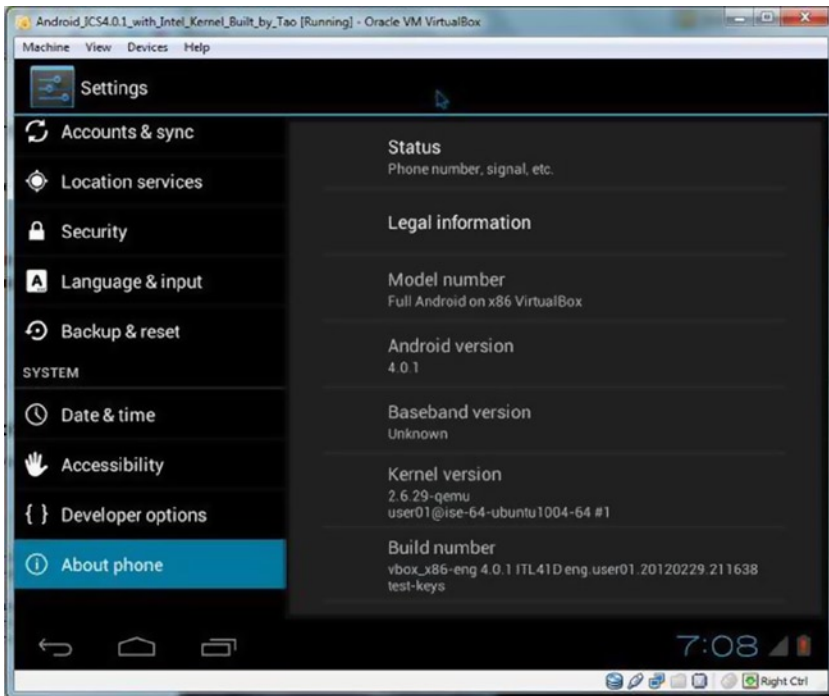 Android_ICS4.0.1_with_Intel_Kernel_Built_by_Tao [Running] - Oracle VM VirtualBox
Machine View Devices Help
Settings
Accounts & sync
Location services
Security
A Language & input
Backup & reset
SYSTEM
Date & time
Accessibility
{ } Developer options
About phone
Status
Phone number, signal, etc.
Legal information
Model number
Full Android on x86 VirtualBox
Android version
4.0.1
Baseband version
Unknown
Kernel version
2.6.29-qemu
user01@ise-64-ubuntu1004-64 #1
Build number
vbox_x86-eng 4.0.1 ITL41D eng.user01.20120229.211638
test-keys
7:08
Right Ctrl